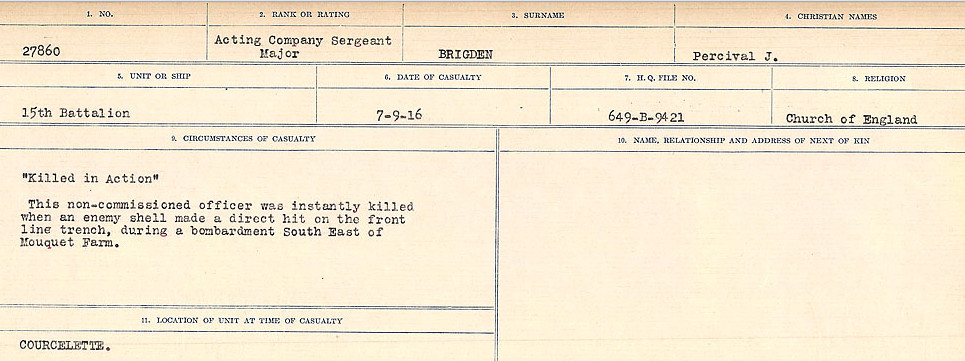 1. NO.
2. RANK OR RATING
3. SURNAME
4. CHRISTIAN NAMES
27860
Acting Company Sergeant
Major
BRIGDEN
Percival J.
5. UNIT OR SHIP
6. DATE OF CASUALTY
7. H.Q. FILE NO.
8. RELIGION
15th Battalion
7-9-16
649-B-9421
Church of England
9. CIRCUMSTANCES OF CASUALTY
"Killed in Action"
This non-commissioned officer was instantly killed
when an enemy shell made a direct hit on the front
line trench, during a bombardment South East of
Mouquet Farm.
10. NAME, RELATIONSHIP AND ADDRESS OF NEXT OF KIN
11. LOCATION OF UNIT AT TIME OF CASUALTY
COURCELETTE.